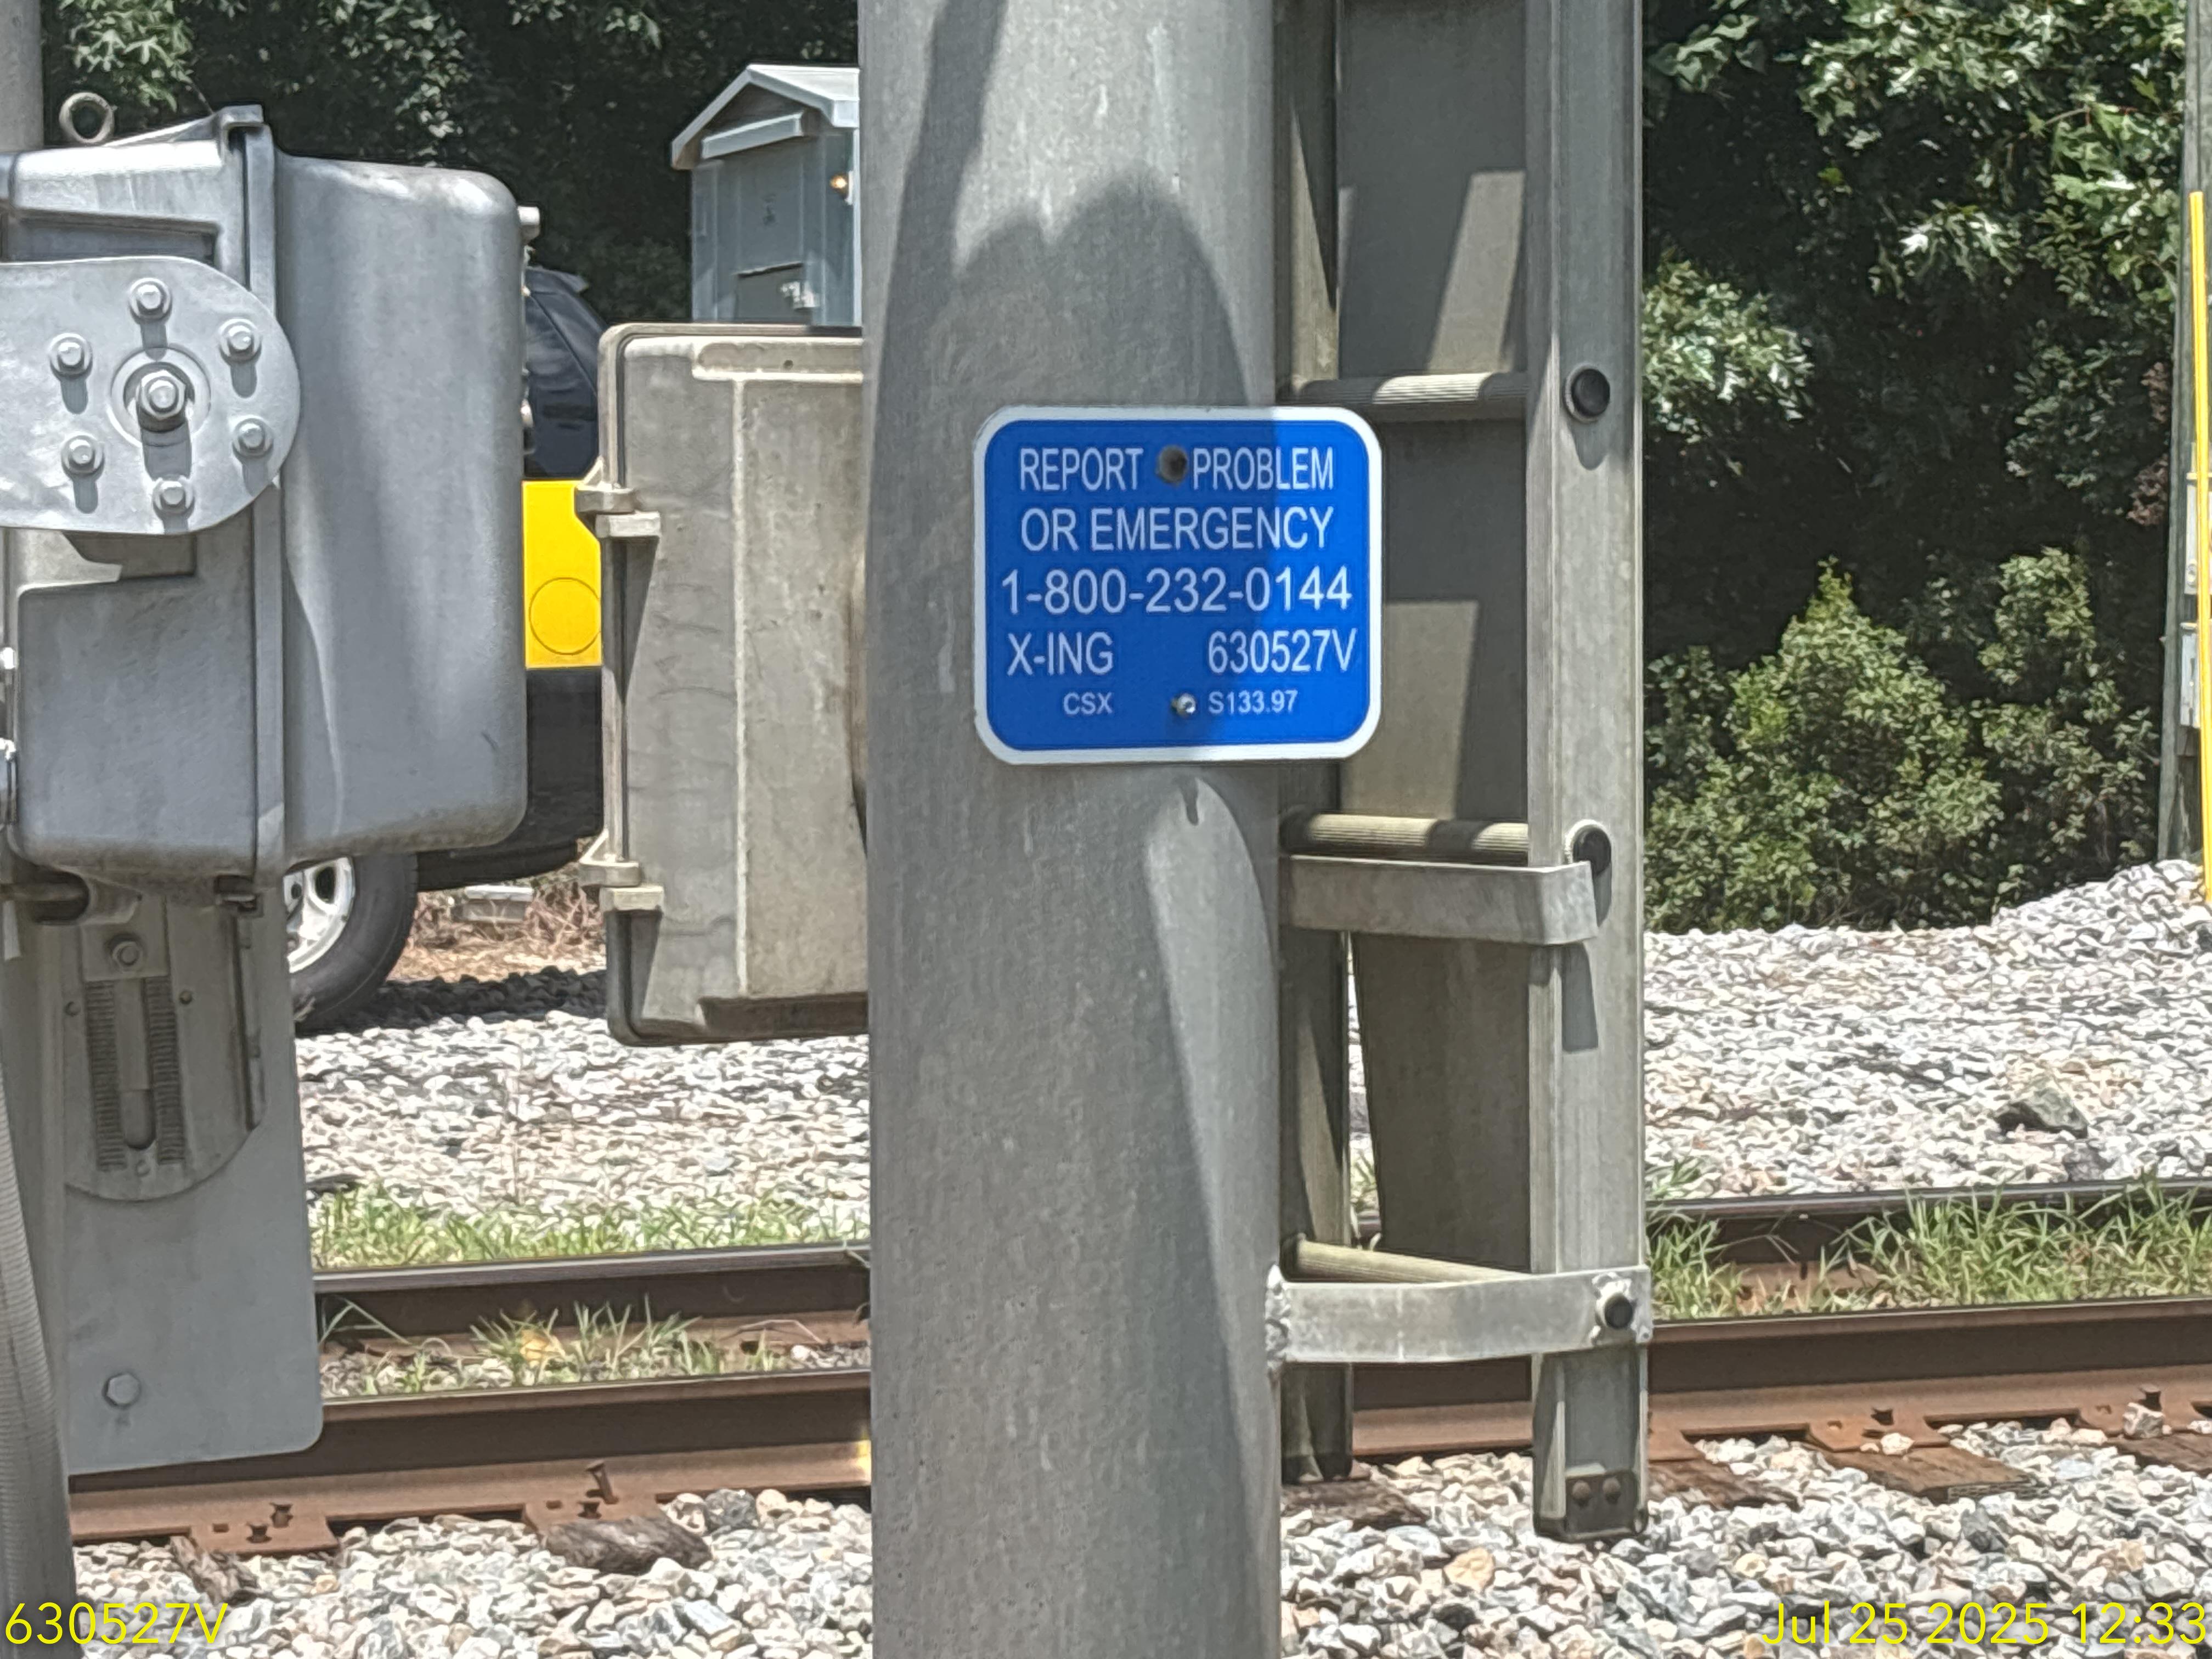 REPORT PROBLEM
OR EMERGENCY
1-800-232-0144
X-ING 630527V
CSX S133.97
630527V
Jul 25 2025 12:33